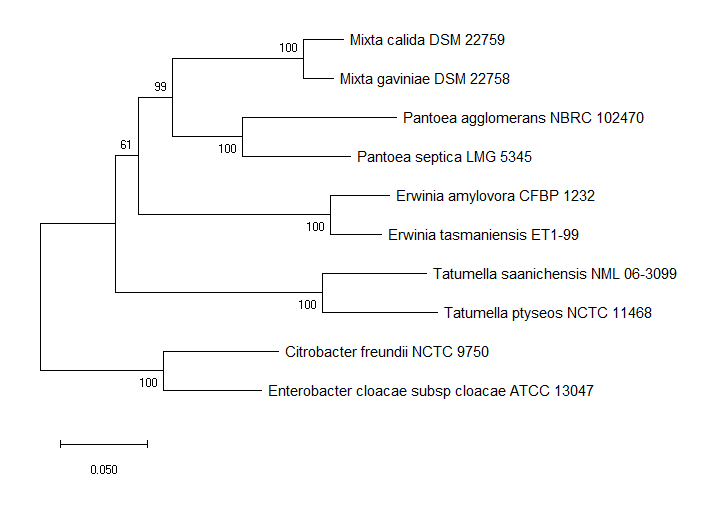 100
Mixta calida DSM 22759
Mixta gaviniae DSM 22758
99
Pantoea agglomerans NBRC 102470
100
Pantoea septica LMG 5345
61
Erwinia amylovora CFBP 1232
100
Erwinia tasmaniensis ET1-99
Tatumella saanichensis NML 06-3099
100
Tatumella ptyseos NCTC 11468
Citrobacter freundii NCTC 9750
100
Enterobacter cloacae subsp cloacae ATCC 13047
0.050